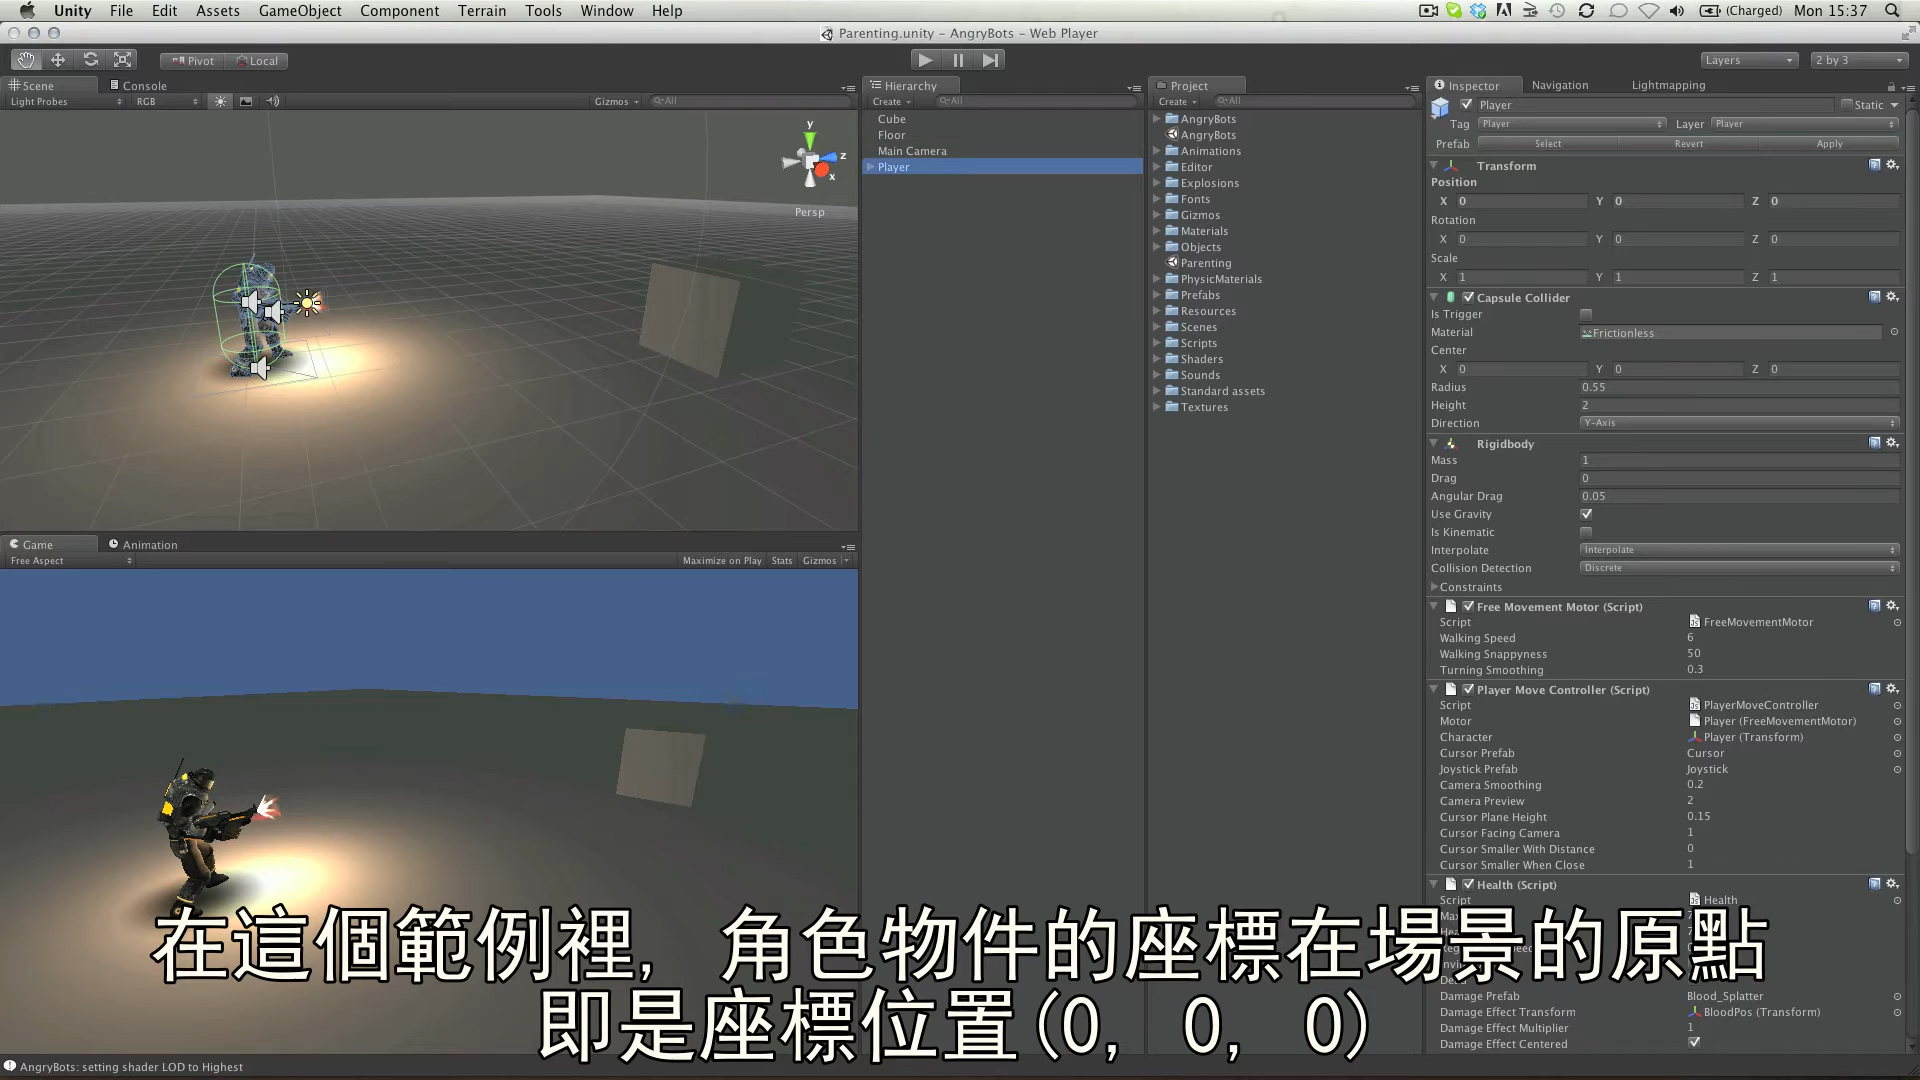 Unity File Edit Assets GameObject Component Terrain Tools Window Help (Charged) Mon 15:37
Parenting.unity – AngryBots – Web Player
Pivot Local Layers 2 by 3
Scene Console
Light Probes RGB Gizmos All
y
z
x
Persp
Game Animation
Free Aspect Maximize on Play Stats Gizmos
Hierarchy
Create All
Cube
Floor
Main Camera
Player
Project
Create All
AngryBots
AngryBots
Animations
Editor
Explosions
Fonts
Gizmos
Materials
Objects
Parenting
PhysicMaterials
Prefabs
Resources
Scenes
Scripts
Shaders
Sounds
Standard assets
Textures
Inspector Navigation Lightmapping
Player Static
Tag Player Layer Player
Prefab Select Revert Apply
Transform
Position
X 0 Y 0 Z 0
Rotation
X 0 Y 0 Z 0
Scale
X 1 Y 1 Z 1
Capsule Collider
Is Trigger
Material Frictionless
Center
X 0 Y 0 Z 0
Radius 0.55
Height 2
Direction Y-Axis
Rigidbody
Mass 1
Drag 0
Angular Drag 0.05
Use Gravity
Is Kinematic
Interpolate Interpolate
Collision Detection Discrete
Constraints
Free Movement Motor (Script)
Script FreeMovementMotor
Walking Speed 6
Walking Snappyness 50
Turning Smoothing 0.3
Player Move Controller (Script)
Script PlayerMoveController
Motor Player (FreeMovementMotor)
Character Player (Transform)
Cursor Prefab Cursor
Joystick Prefab Joystick
Camera Smoothing 0.2
Camera Preview 2
Cursor Plane Height 0.15
Cursor Facing Camera 1
Cursor Smaller With Distance 0
Cursor Smaller When Close 1
Health (Script)
Script Health
Damage Prefab Blood_Splatter
Damage Effect Transform BloodPos (Transform)
Damage Effect Multiplier 1
Damage Effect Centered
在這個範例裡, 角色物件的座標在場景的原點
即是座標位置(0, 0, 0)
AngryBots: setting shader LOD to Highest